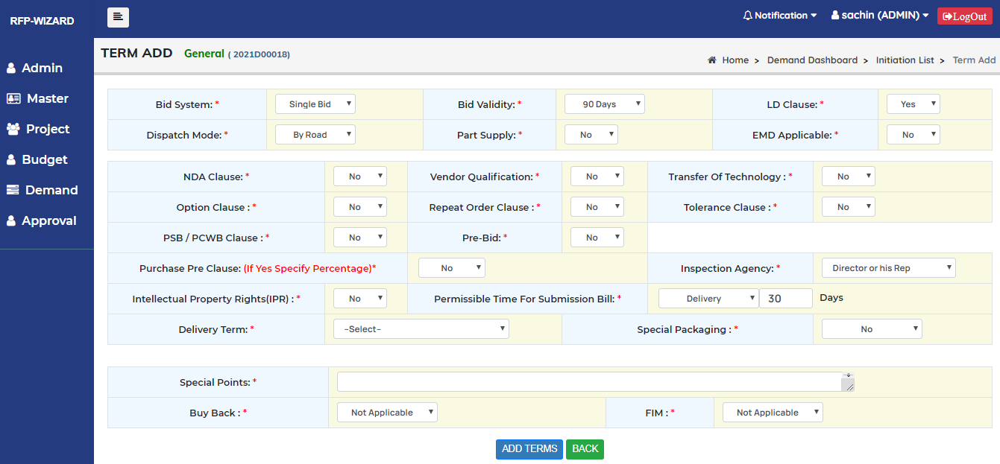 RFP-WIZARD
Notification
sachin (ADMIN)
LogOut
Admin
Master
Project
Budget
Demand
Approval
TERM ADD General ( 2021D00018)
Home > Demand Dashboard > Initiation List > Term Add
Bid System: * Single Bid Bid Validity: * 90 Days LD Clause: * Yes
Dispatch Mode: * By Road Part Supply: * No EMD Applicable: * No
NDA Clause: * No Vendor Qualification: * No Transfer Of Technology : * No
Option Clause : * No Repeat Order Clause : * No Tolerance Clause : * No
PSB / PCWB Clause : * No Pre-Bid: * No
Purchase Pre Clause: (If Yes Specify Percentage)* No Inspection Agency: * Director or his Rep
Intellectual Property Rights(IPR) : * No Permissible Time For Submission Bill: * Delivery 30 Days
Delivery Term: * -Select- Special Packaging : * No
Special Points: *
Buy Back : * Not Applicable FIM : * Not Applicable
ADD TERMS BACK